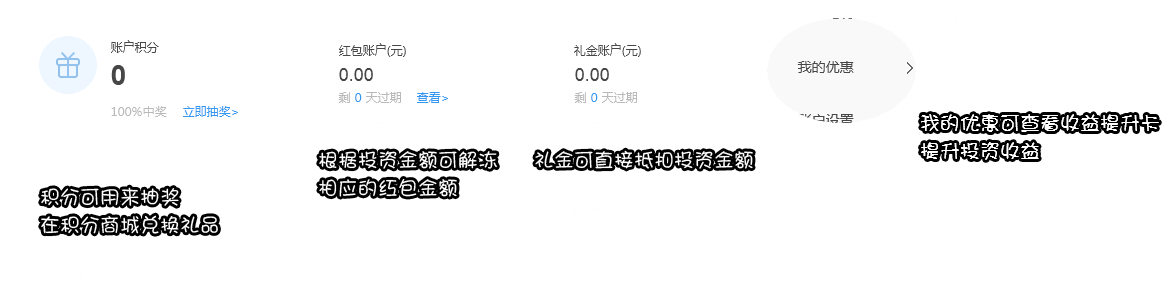 账户积分
0
100%中奖 立即抽奖>
积分可用来抽奖
在积分商城兑换礼品
红包账户(元)
0.00
剩 0 天过期 查看>
根据投资金额可解冻
相应的红包金额
礼金账户(元)
0.00
剩 0 天过期
礼金可直接抵扣投资金额
我的优惠
账户设置
我的优惠可查看收益提升卡
提升投资收益